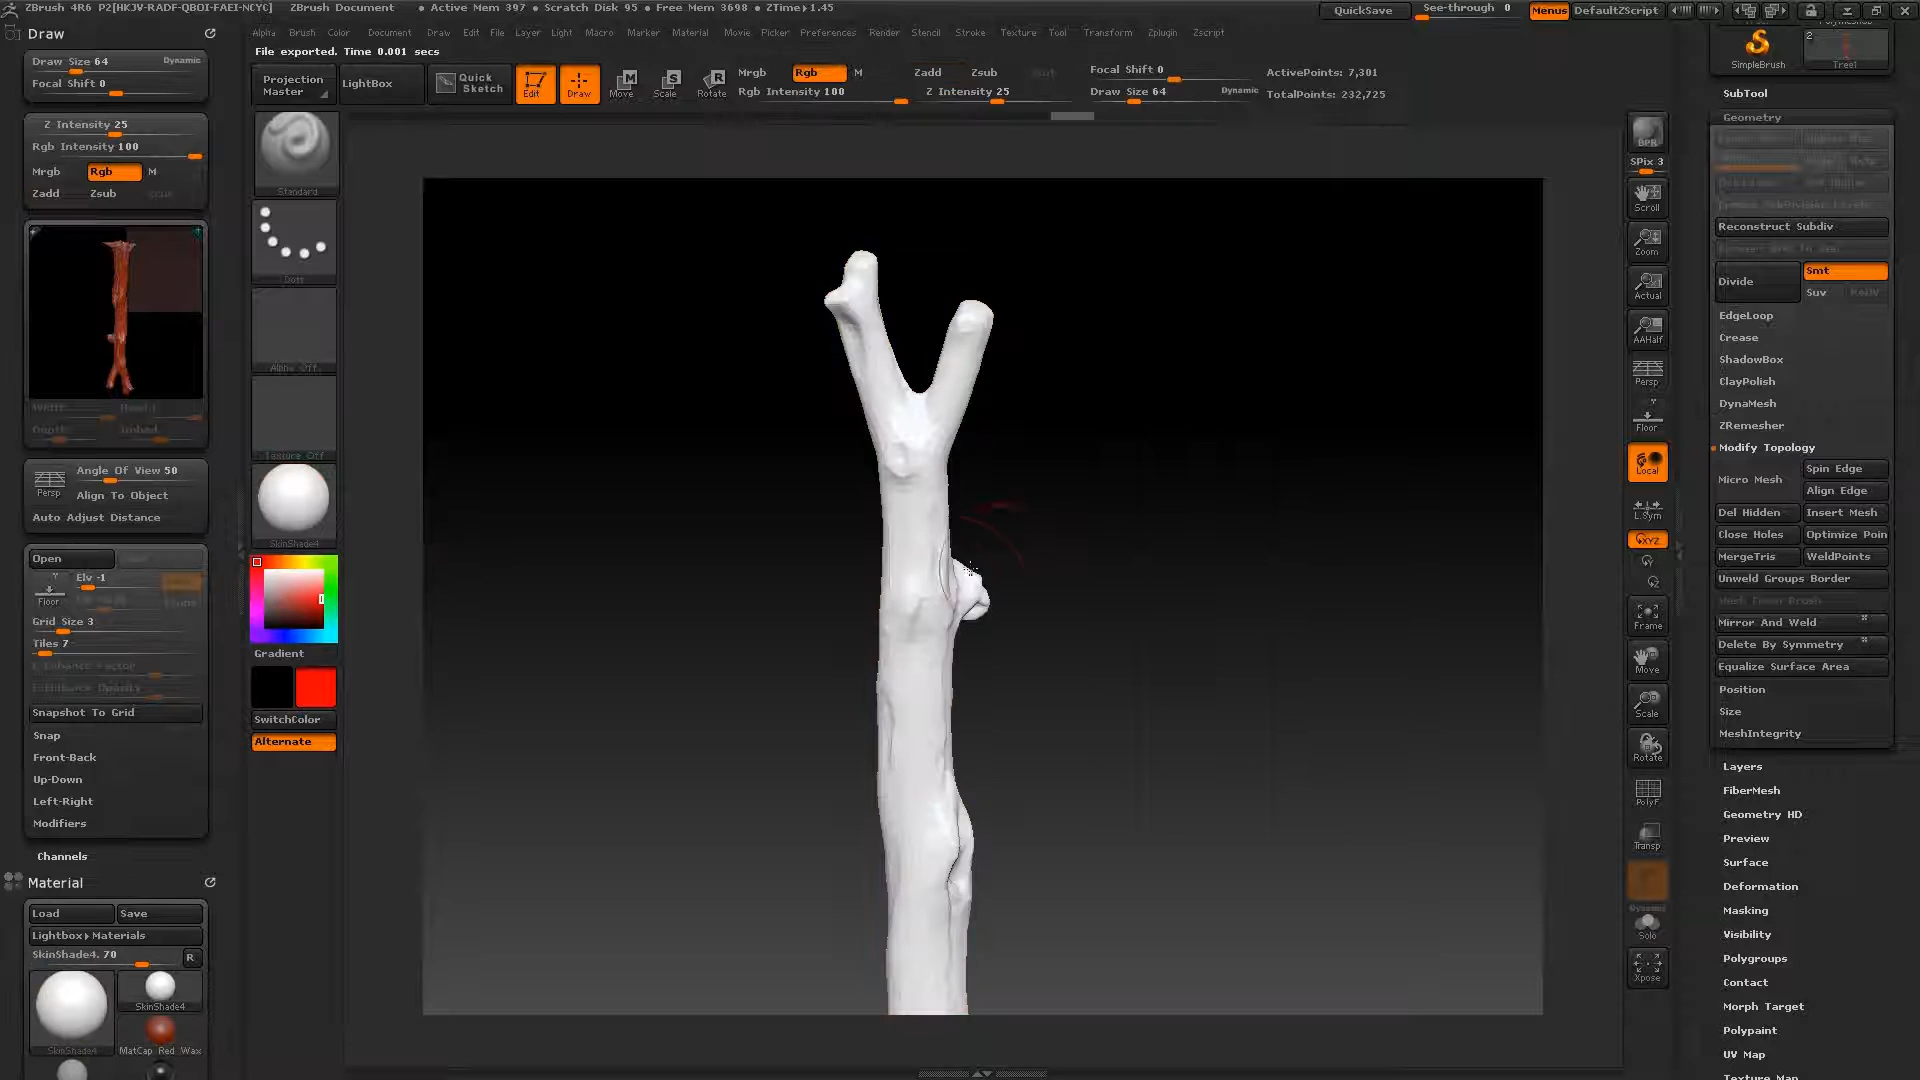 ZBrush 4R6 P2[HKJV-RADF-QBOI-FAEI-NCYC] ZBrush Document • Active Mem 397 • Scratch Disk 95 • Free Mem 3698 • ZTime▸1.45 QuickSave See-through 0 Menus DefaultZScript
Draw
Alpha Brush Color Document Draw Edit File Layer Light Macro Marker Material Movie Picker Preferences Render Stencil Stroke Texture Tool Transform Zplugin Zscript
File exported. Time 0.001 secs
Draw Size 64 Dynamic
Focal Shift 0
Projection Master
LightBox
Quick Sketch
Edit
Draw
Move
Scale
Rotate
Mrgb Rgb M
Rgb Intensity 100
Zadd Zsub
Z Intensity 25
Focal Shift 0
Draw Size 64 Dynamic
ActivePoints: 7,301
TotalPoints: 232,725
SimpleBrush
2
Tree1
Z Intensity 25
Rgb Intensity 100
Mrgb Rgb M
Zadd Zsub
Angle Of View 50
Persp
Align To Object
Auto Adjust Distance
Open
Elv -1
Floor
Grid Size 3
Tiles 7
Snapshot To Grid
Snap
Front-Back
Up-Down
Left-Right
Modifiers
Channels
Material
Load Save
Lightbox▸Materials
SkinShade4. 70 R
SkinShade4
SkinShade4
MatCap Red Wax
Standard
Dots
Alpha Off
Texture Off
SkinShade4
Gradient
SwitchColor
Alternate
BPR
SPix 3
Scroll
Zoom
Actual
AAHalf
Persp
Floor
Local
L.Sym
XYZ
Frame
Move
Scale
Rotate
PolyF
Transp
Dynamic
Solo
Xpose
SubTool
Geometry
Reconstruct Subdiv
Divide
Smt
Suv
EdgeLoop
Crease
ShadowBox
ClayPolish
DynaMesh
ZRemesher
Modify Topology
Micro Mesh
Spin Edge
Align Edge
Del Hidden Insert Mesh
Close Holes Optimize Poin
MergeTris WeldPoints
Unweld Groups Border
Mirror And Weld
Delete By Symmetry
Equalize Surface Area
Position
Size
MeshIntegrity
Layers
FiberMesh
Geometry HD
Preview
Surface
Deformation
Masking
Visibility
Polygroups
Contact
Morph Target
Polypaint
UV Map
Texture Map